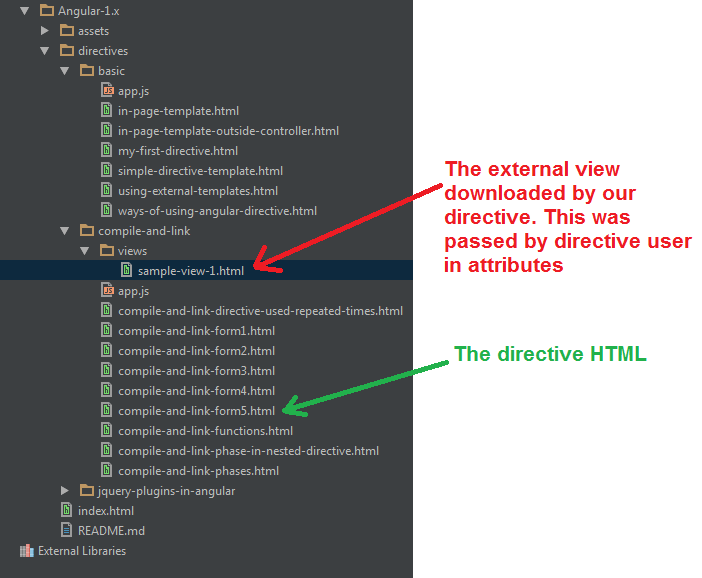 Angular-1.x
assets
directives
basic
app.js
in-page-template.html
in-page-template-outside-controller.html
my-first-directive.html
simple-directive-template.html
using-external-templates.html
ways-of-using-angular-directive.html
compile-and-link
views
sample-view-1.html
app.js
compile-and-link-directive-used-repeated-times.html
compile-and-link-form1.html
compile-and-link-form2.html
compile-and-link-form3.html
compile-and-link-form4.html
compile-and-link-form5.html
compile-and-link-functions.html
compile-and-link-phase-in-nested-directive.html
compile-and-link-phases.html
jquery-plugins-in-angular
index.html
README.md
External Libraries
The external view
downloaded by our
directive. This was
passed by directive user
in attributes
The directive HTML